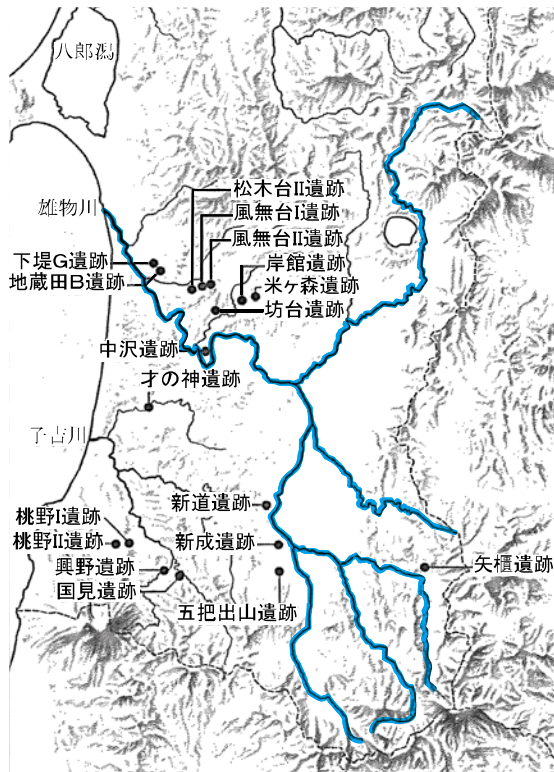 八郎潟
雄物川
松木台II遺跡
風無台I遺跡
風無台II遺跡
下堤G遺跡
地蔵田B遺跡
岸館遺跡
米ヶ森遺跡
坊台遺跡
中沢遺跡
才の神遺跡
子吉川
新道遺跡
桃野I遺跡
桃野II遺跡
新成遺跡
興野遺跡
国見遺跡
矢櫃遺跡
五把出山遺跡